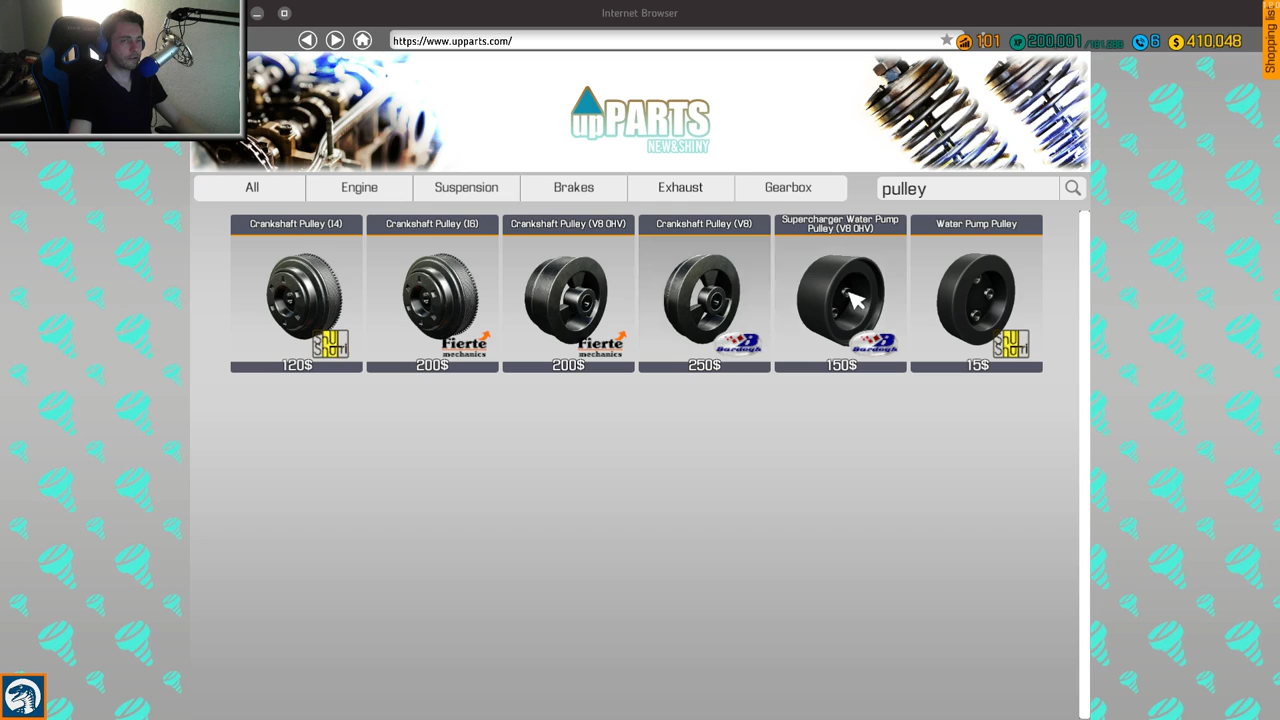 Internet Browser
https://www.upparts.com/
101
200,001
6
$ 410,048
Shopping list
upPARTS
NEW&SHINY
All
Engine
Suspension
Brakes
Exhaust
Gearbox
pulley
Crankshaft Pulley (I4)
Crankshaft Pulley (I6)
Crankshaft Pulley (V8 OHV)
Crankshaft Pulley (V8)
Supercharger Water Pump
Pulley (V8 OHV)
Water Pump Pulley
Fierté
mechanics
Fierté
mechanics
120$
200$
200$
250$
150$
15$